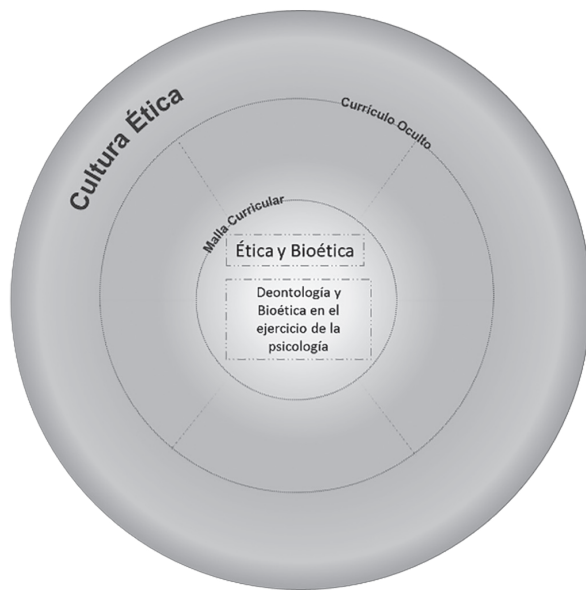 Cultura Ética
Currículo Oculto
Malla Curricular
Ética y Bioética
Deontología y
Bioética en el
ejercicio de la
psicología